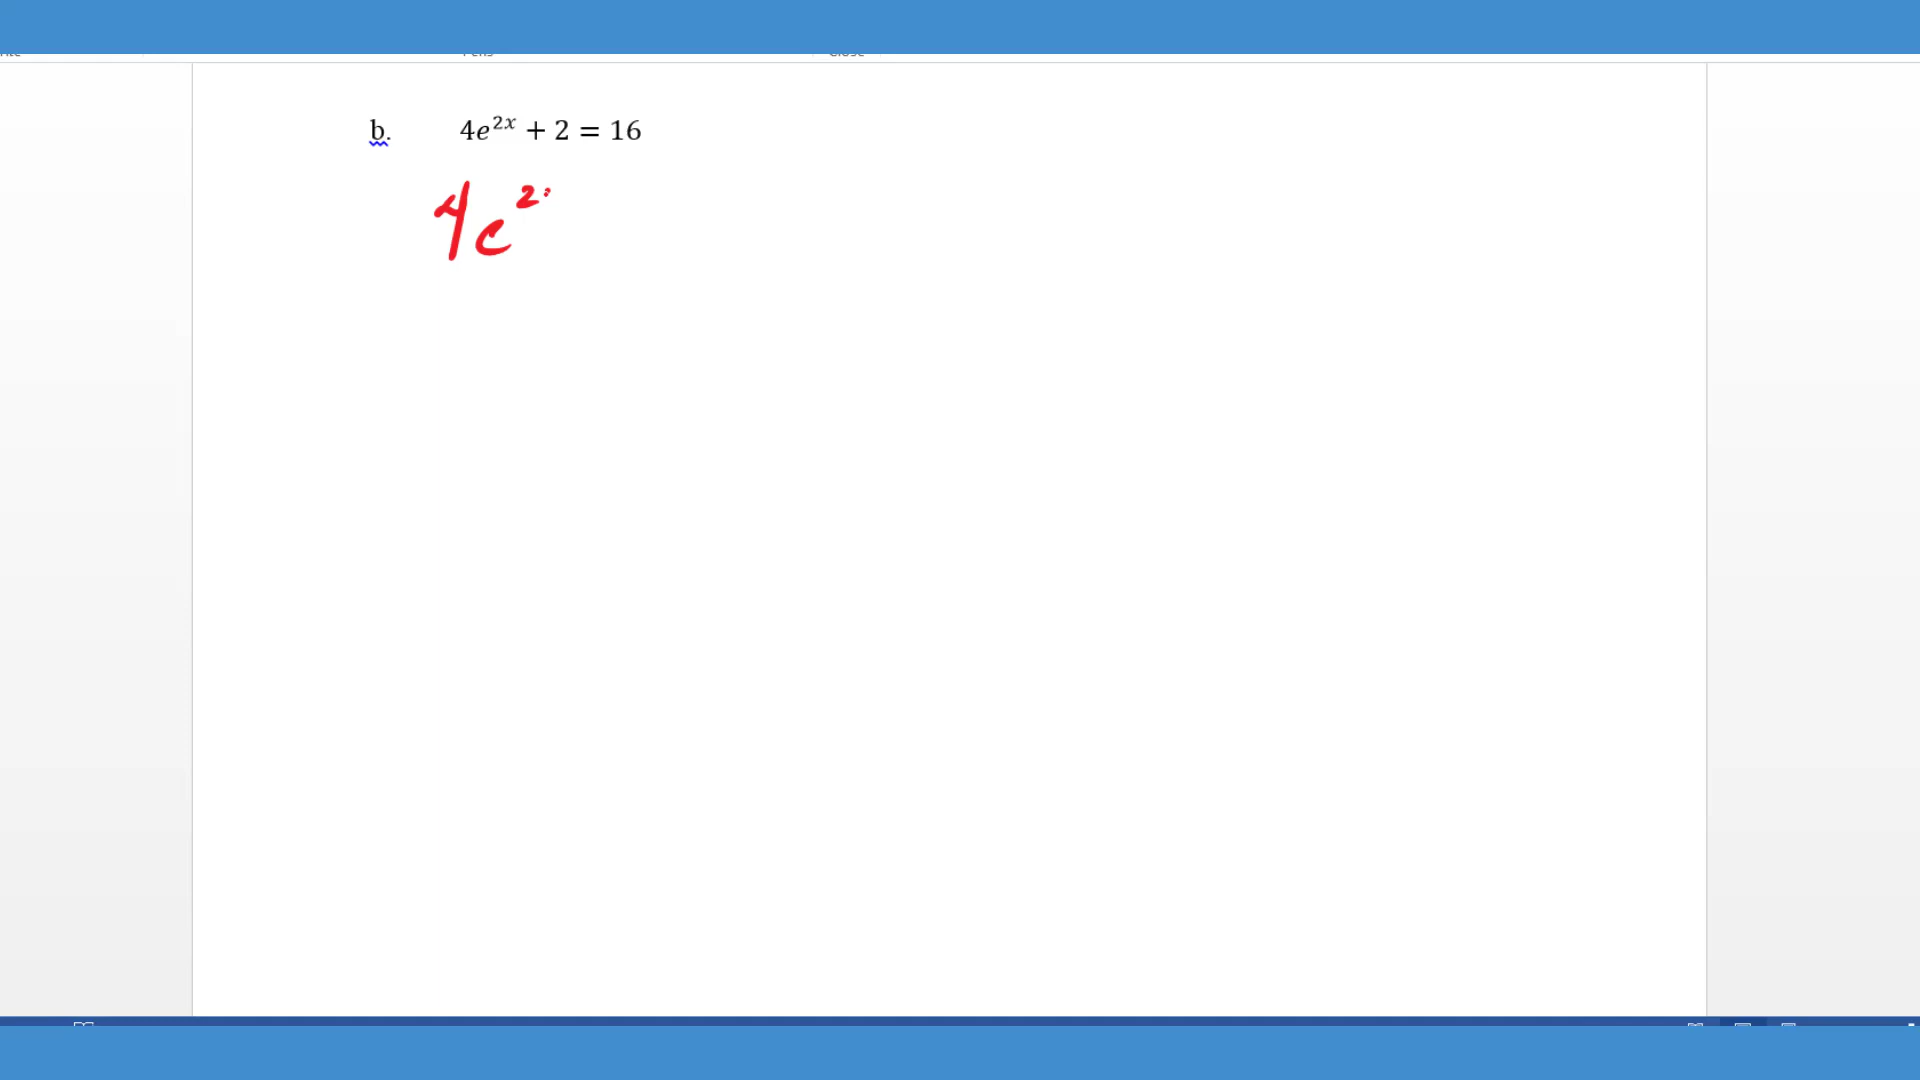 b. 4e^{2x} + 2 = 16
4e^{2}